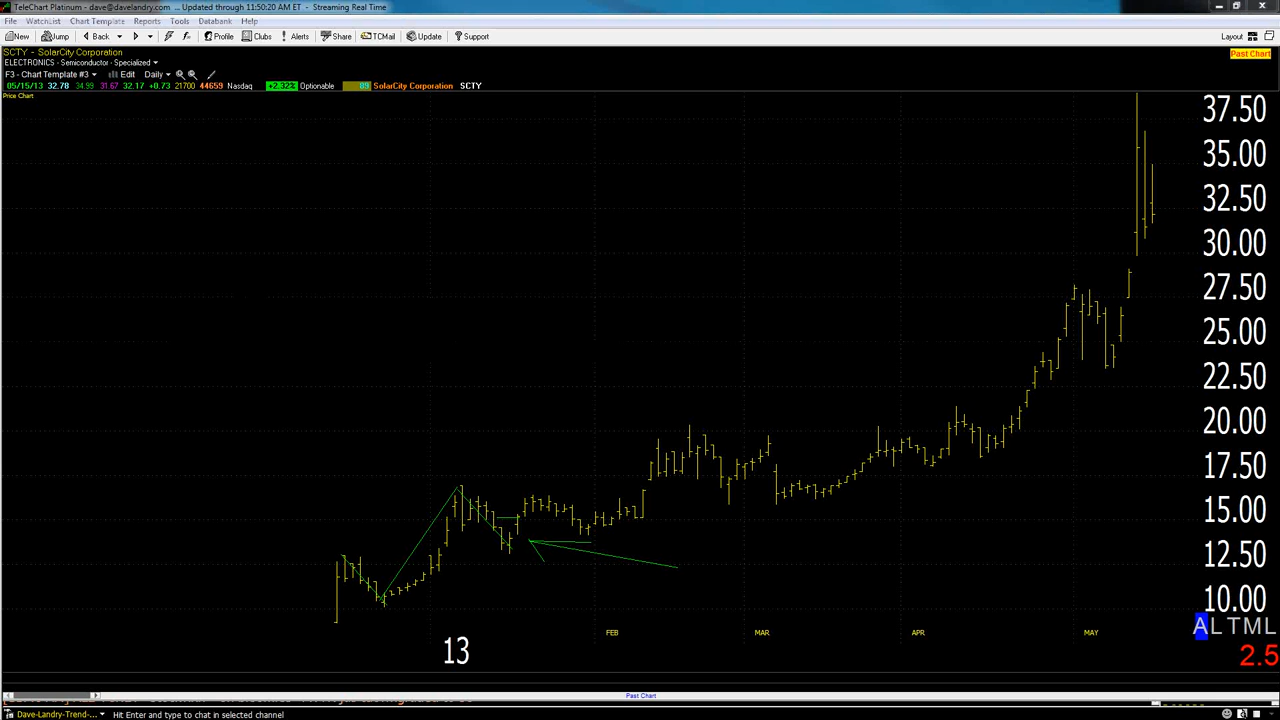 TeleChart Platinum - dave@davelandry.com ... Updated through 11:50:20 AM ET - Streaming Real Time
File WatchList Chart Template Reports Tools Databank Help
New Jump Back Profile Clubs Alerts Share TCMail Update Support Layout
SCTY - SolarCity Corporation
Past Chart
ELECTRONICS - Semiconductor - Specialized
F3 - Chart Template #3 Edit Daily
05/15/13 32.78 34.99 31.67 32.17 +0.73 21700 44659 Nasdaq +2.32% Optionable 89 SolarCity Corporation SCTY
Price Chart
37.50
35.00
32.50
30.00
27.50
25.00
22.50
20.00
17.50
15.00
12.50
10.00
ALTML
FEB MAR APR MAY
13
2.5
Past Chart
Dave-Landry-Trend-... Hit Enter and type to chat in selected channel